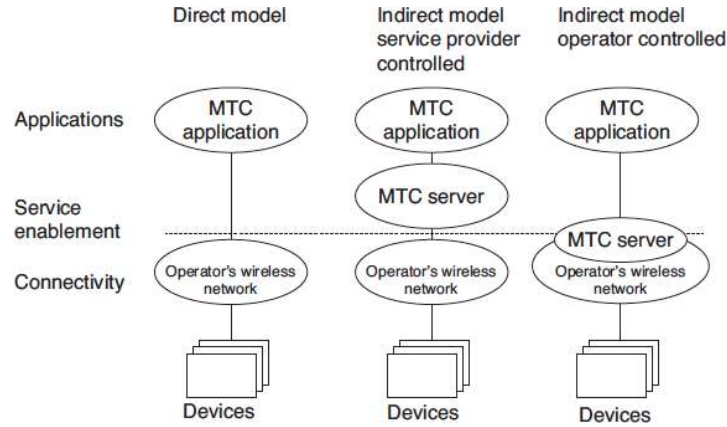 Direct model
Indirect model
service provider
controlled
Indirect model
operator controlled
Applications
MTC
application
MTC
application
MTC
application
MTC server
Service
enablement
MTC server
Connectivity
Operator's wireless
network
Operator's wireless
network
Operator's wireless
network
Devices
Devices
Devices